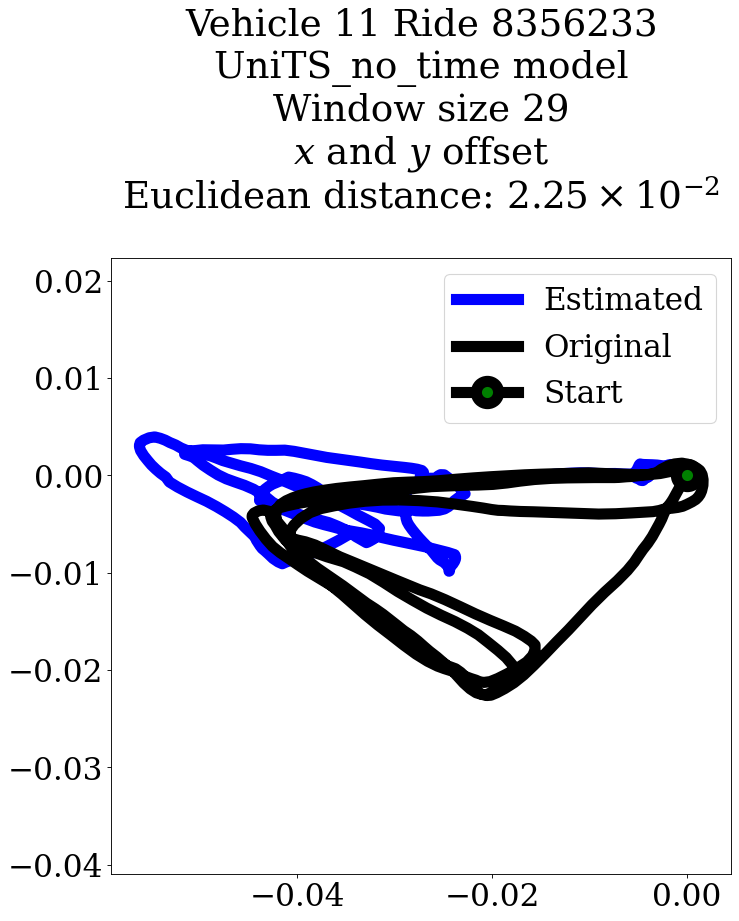 Vehicle 11 Ride 8356233
UniTS_no_time model
Window size 29
x and y offset
Euclidean distance: 2.25 × 10⁻²
Estimated
Original
Start
0.02
0.01
0.00
−0.01
−0.02
−0.03
−0.04
−0.04
−0.02
0.00